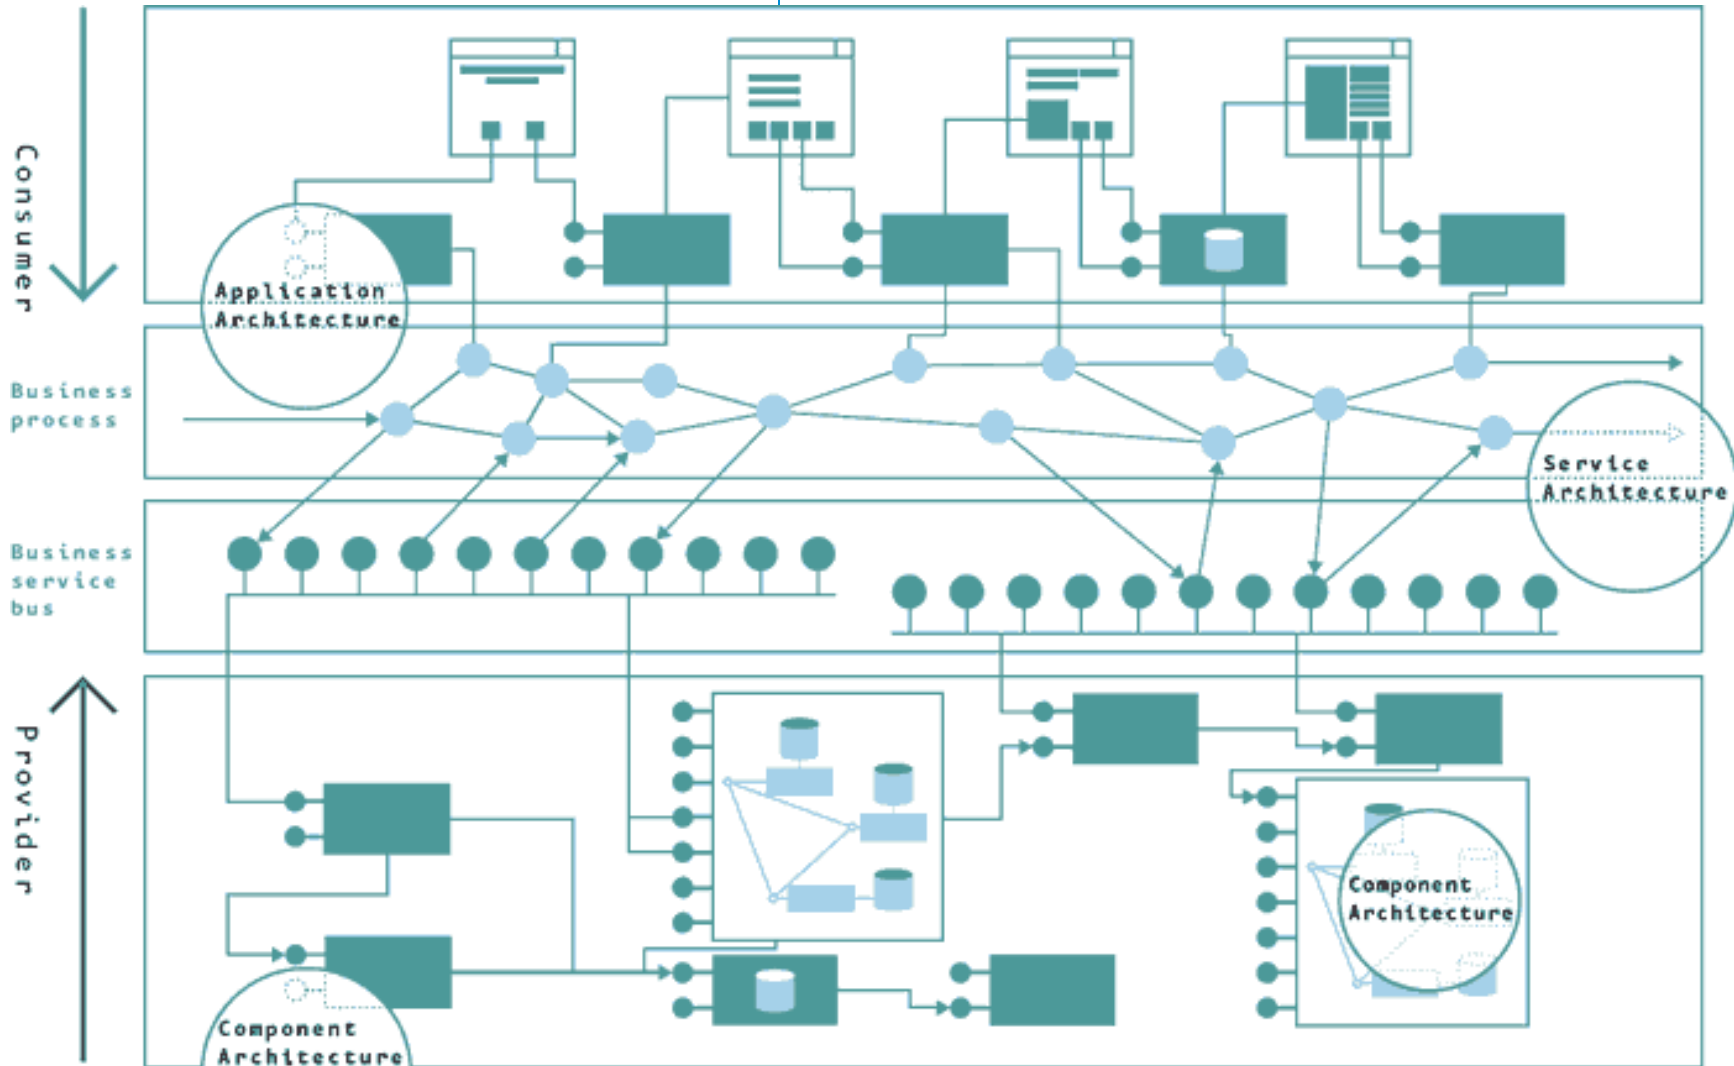 Consumer
Application
Architecture
Business
process
Service
Architecture
Business
service
bus
Provider
Component
Architecture
Component
Architecture